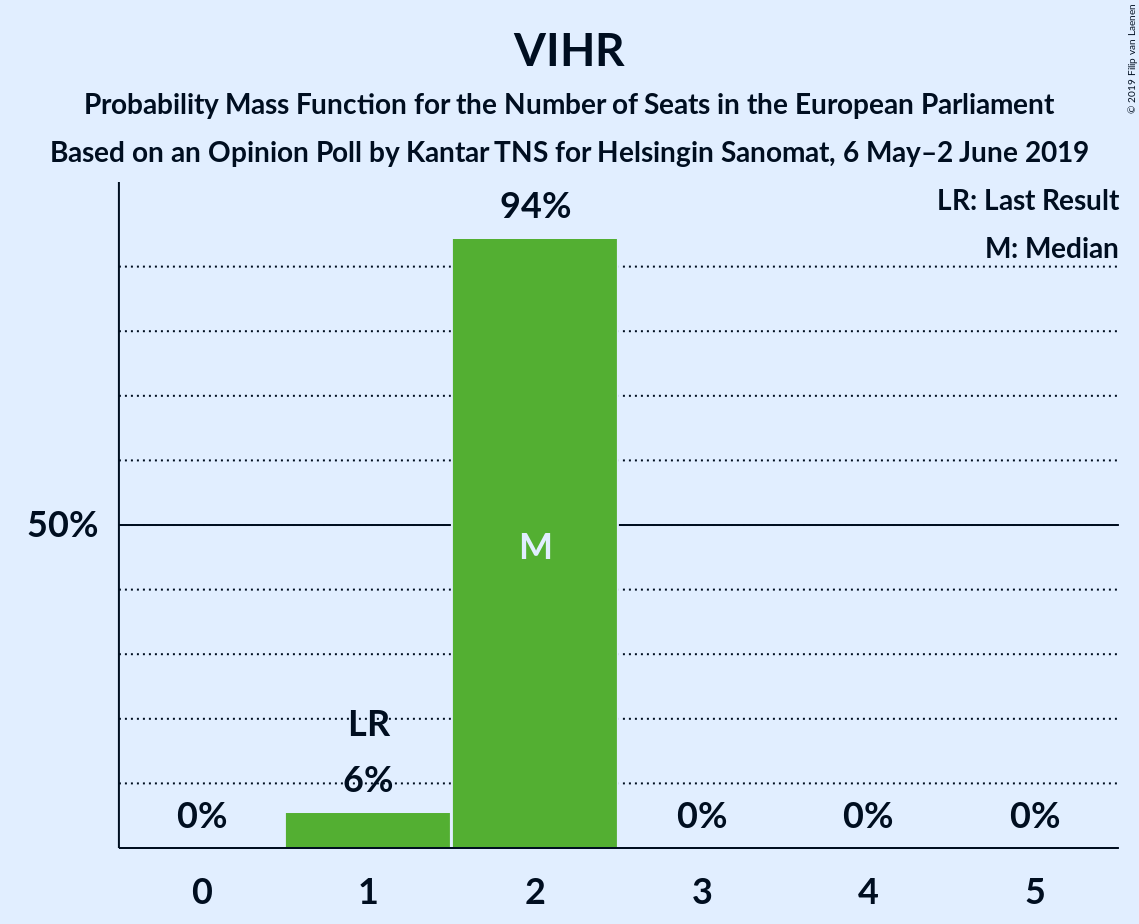 VIHR
Probability Mass Function for the Number of Seats in the European Parliament
Based on an Opinion Poll by Kantar TNS for Helsingin Sanomat, 6 May–2 June 2019
© 2019 Filip van Laenen
LR: Last Result
M: Median
94%
50%
M
LR
6%
0%
0%
0%
0%
0
1
2
3
4
5